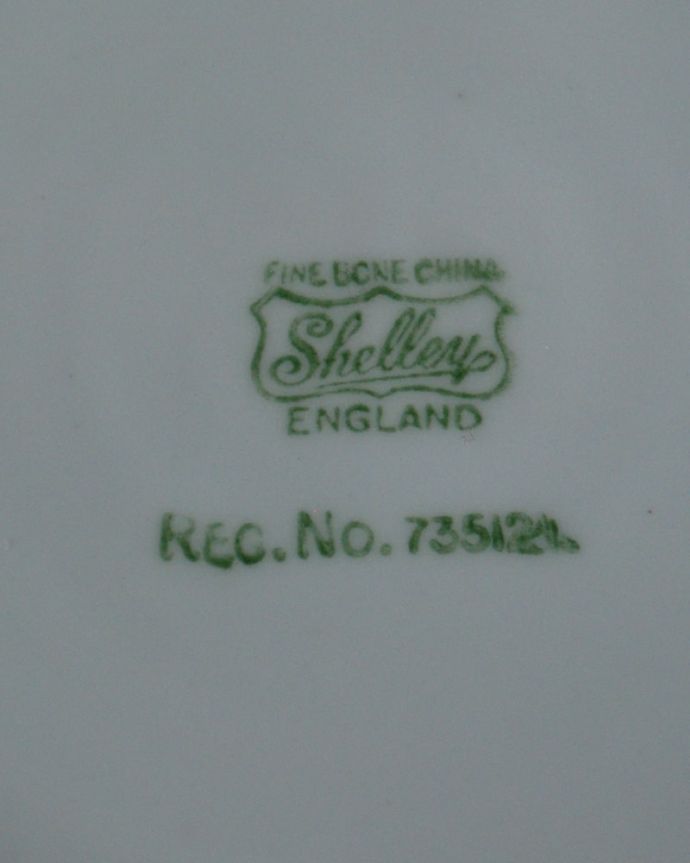 FINE BONE CHINA
Shelley
ENGLAND
REG. No. 735124.